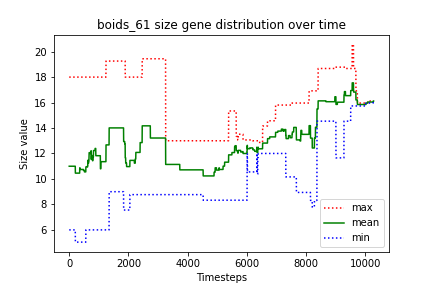 boids_61 size gene distribution over time
Size value
20
18
16
14
12
10
8
6
0
2000
4000
6000
8000
10000
Timesteps
max
mean
min